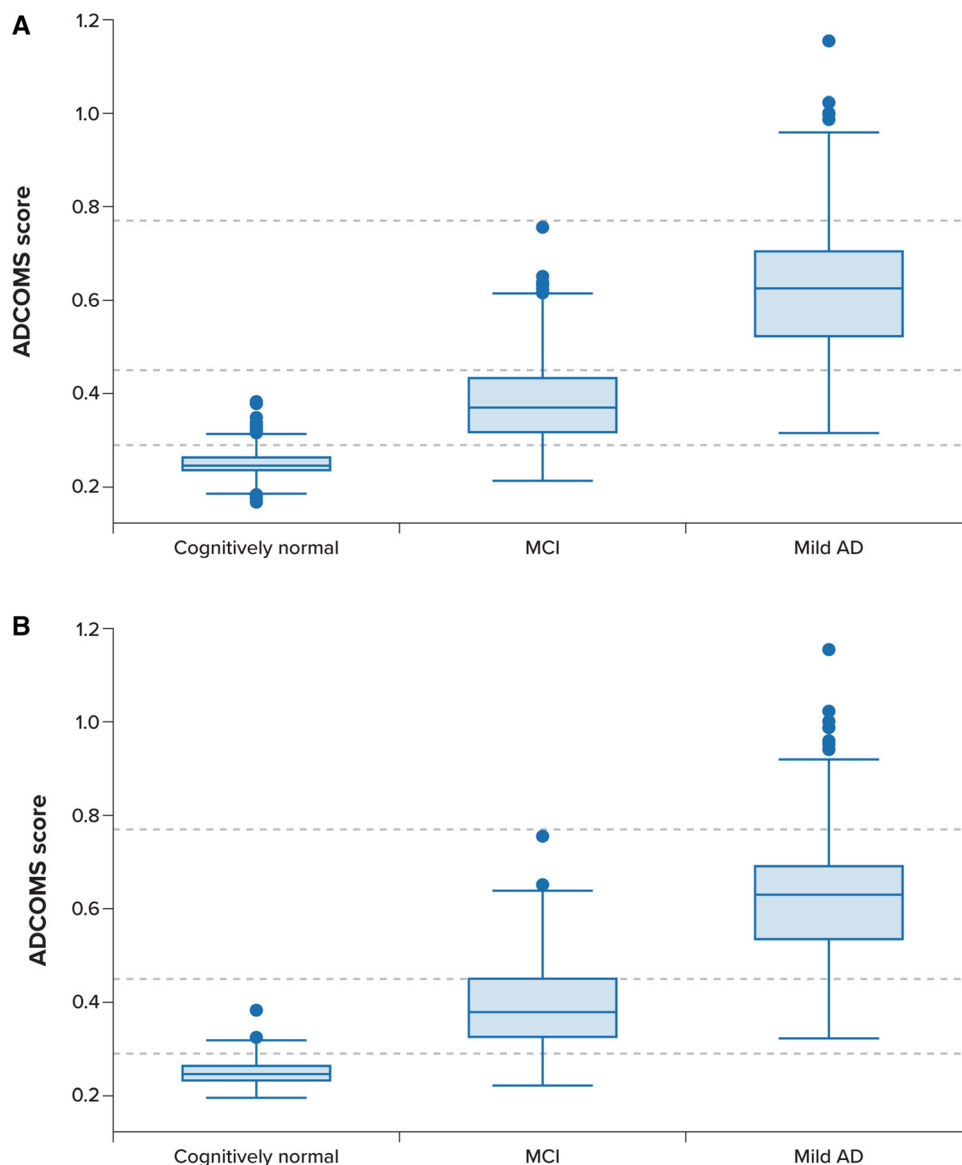 A
1.2
1.0
0.8
0.6
0.4
0.2
ADCOMS score
Cognitively normal
MCI
Mild AD
B
1.2
1.0
0.8
0.6
0.4
0.2
ADCOMS score
Cognitively normal
MCI
Mild AD